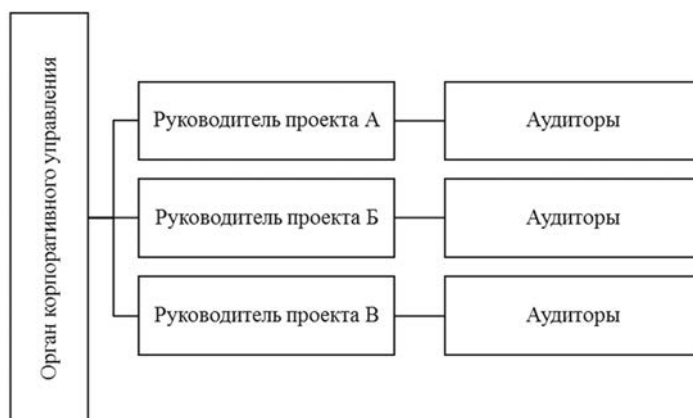 Орган корпоративного управления
Руководитель проекта А
Аудиторы
Руководитель проекта Б
Аудиторы
Руководитель проекта В
Аудиторы